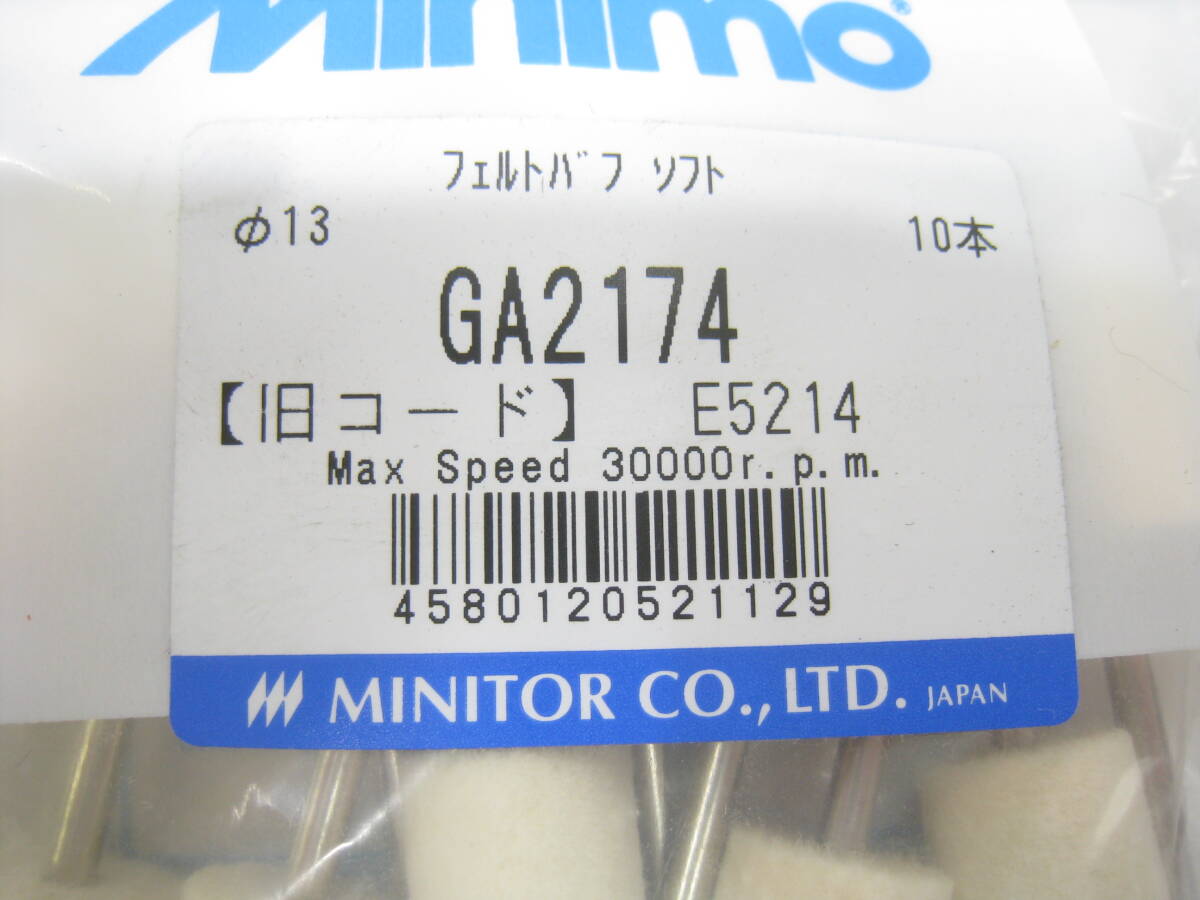 Minimo®
ﾌｪﾙﾄﾊﾞﾌ ｿﾌﾄ
φ13 10本
GA2174
【旧コード】 E5214
Max Speed 30000r.p.m.
4580120521129
MINITOR CO.,LTD. JAPAN